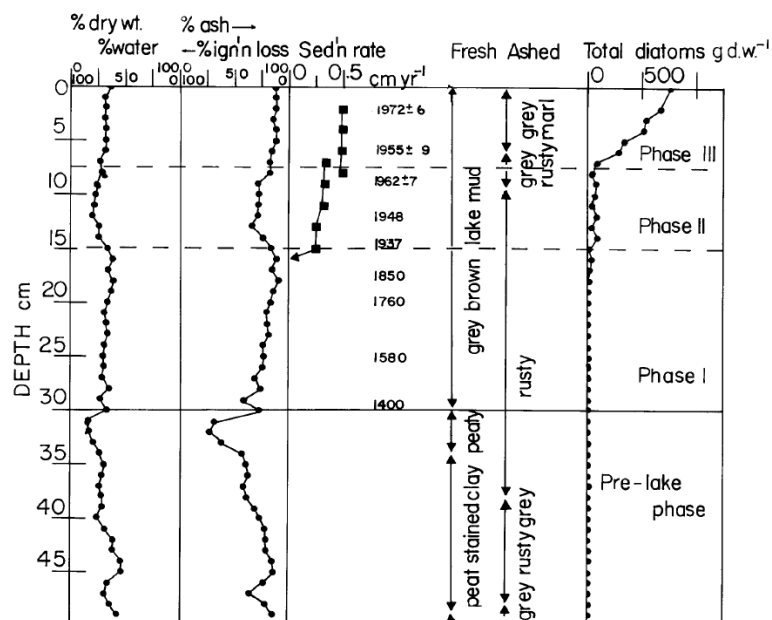 % dry wt. % ash →
%water ←%ign'n loss Sed'n rate Fresh Ashed Total diatoms g d.w.⁻¹
0 50 100 0 50 100 0 0.5 0 500
100 0 100 0 cm yr⁻¹
DEPTH cm
0
5
10
15
20
25
30
35
40
45
1972±6
1955±9
1962±7
1948
1937
1850
1760
1580
1400
grey brown lake mud
peaty
peat stained clay
grey marl
grey rusty
rusty
grey rusty grey
Phase III
Phase II
Phase I
Pre-lake
phase